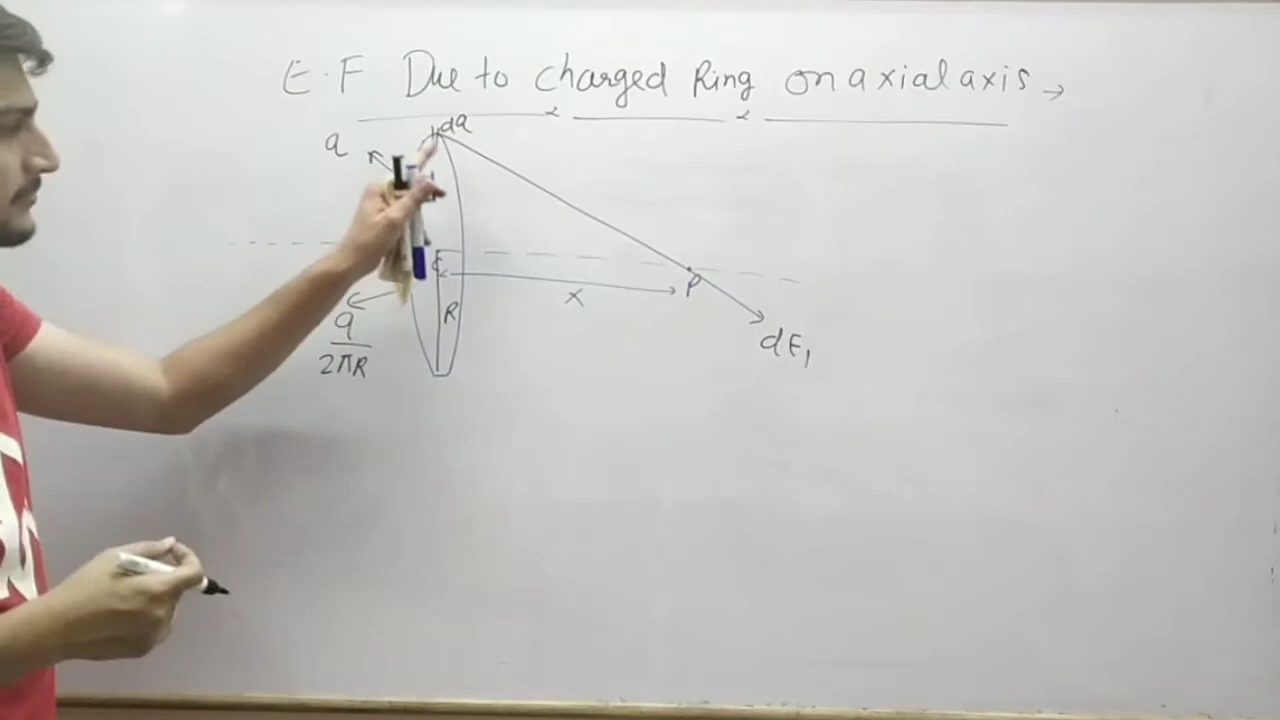 E.F Due to charged Ring on axial axis →
dq
q
R
x
P
q
2πR
dE₁